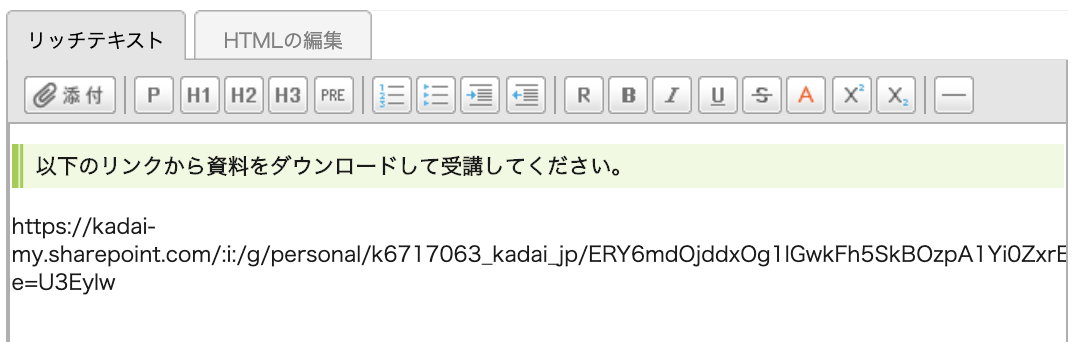 リッチテキスト HTMLの編集
添付 P H1 H2 H3 PRE R B I U S A X² X₂
以下のリンクから資料をダウンロードして受講してください。
https://kadai-
my.sharepoint.com/:i:/g/personal/k6717063_kadai_jp/ERY6mdOjddxOg1lGwkFh5SkBOzpA1Yi0ZxrE
e=U3Eylw